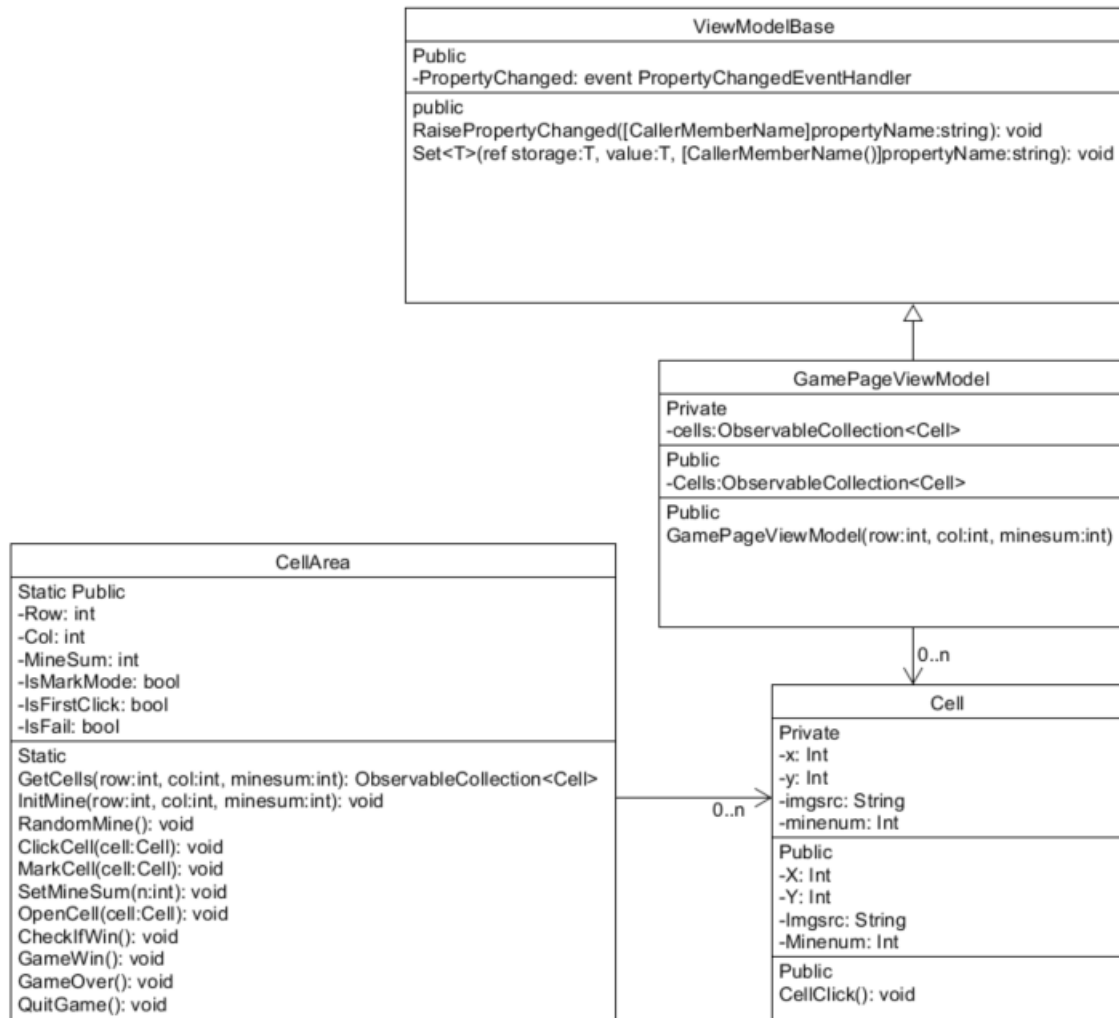 ViewModelBase
Public
-PropertyChanged: event PropertyChangedEventHandler
public
RaisePropertyChanged([CallerMemberName]propertyName:string): void
Set<T>(ref storage:T, value:T, [CallerMemberName()]propertyName:string): void
GamePageViewModel
Private
-cells:ObservableCollection<Cell>
Public
-Cells:ObservableCollection<Cell>
Public
GamePageViewModel(row:int, col:int, minesum:int)
0..n
CellArea
Static Public
-Row: int
-Col: int
-MineSum: int
-IsMarkMode: bool
-IsFirstClick: bool
-IsFail: bool
Static
GetCells(row:int, col:int, minesum:int): ObservableCollection<Cell>
InitMine(row:int, col:int, minesum:int): void
RandomMine(): void
ClickCell(cell:Cell): void
MarkCell(cell:Cell): void
SetMineSum(n:int): void
OpenCell(cell:Cell): void
CheckIfWin(): void
GameWin(): void
GameOver(): void
QuitGame(): void
0..n
Cell
Private
-x: Int
-y: Int
-imgsrc: String
-minenum: Int
Public
-X: Int
-Y: Int
-Imgsrc: String
-Minenum: Int
Public
CellClick(): void